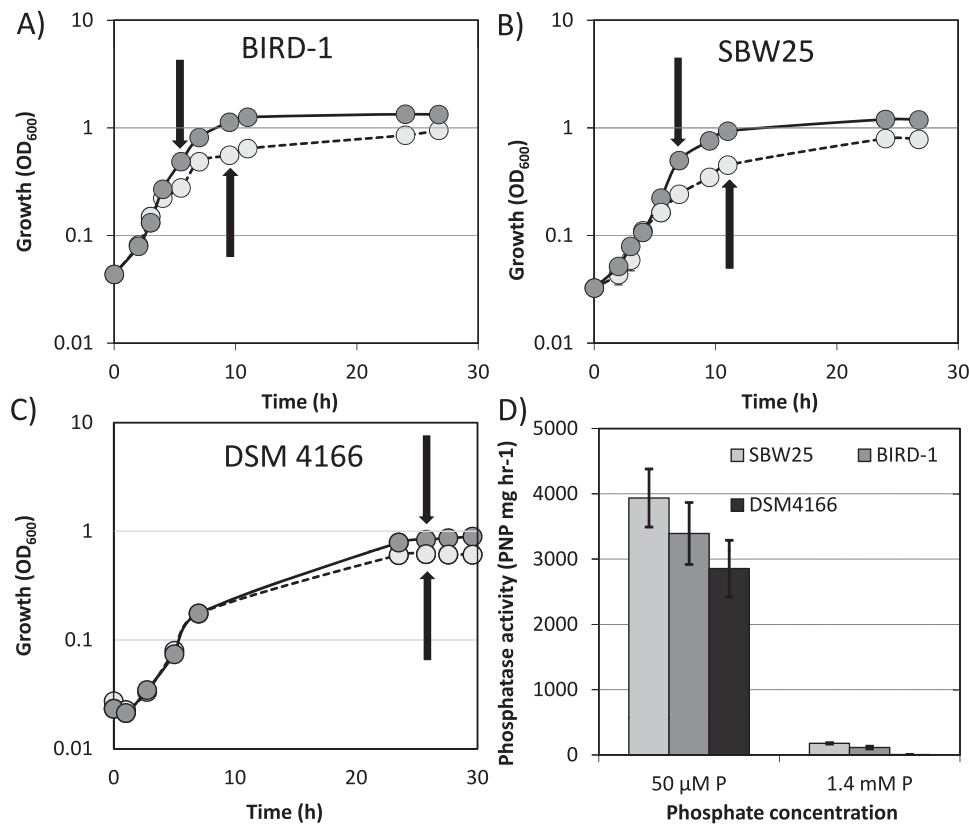 A)
BIRD-1
Growth (OD600)
10
1
0.1
0.01
0 10 20 30
Time (h)
B)
SBW25
Growth (OD600)
10
1
0.1
0.01
0 10 20 30
Time (h)
C)
DSM 4166
Growth (OD600)
10
1
0.1
0.01
0 10 20 30
Time (h)
D)
Phosphatase activity (PNP mg hr-1)
5000
SBW25 BIRD-1
4000
DSM4166
3000
2000
1000
0
50 µM P 1.4 mM P
Phosphate concentration